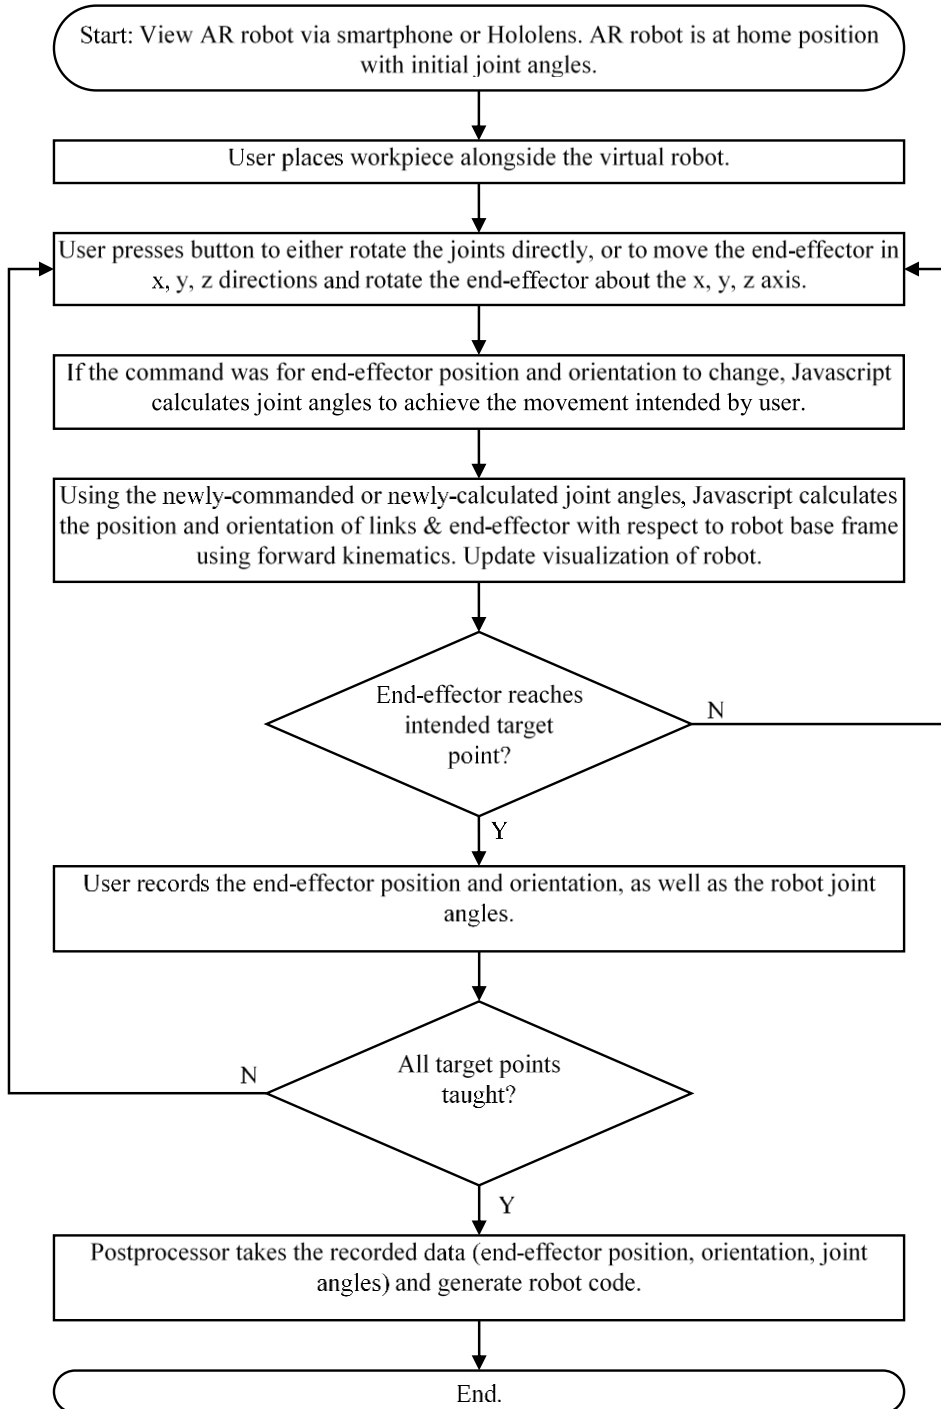 Start: View AR robot via smartphone or Hololens. AR robot is at home position
with initial joint angles.
User places workpiece alongside the virtual robot.
User presses button to either rotate the joints directly, or to move the end-effector in
x, y, z directions and rotate the end-effector about the x, y, z axis.
If the command was for end-effector position and orientation to change, Javascript
calculates joint angles to achieve the movement intended by user.
Using the newly-commanded or newly-calculated joint angles, Javascript calculates
the position and orientation of links & end-effector with respect to robot base frame
using forward kinematics. Update visualization of robot.
End-effector reaches
intended target
point?
N
Y
User records the end-effector position and orientation, as well as the robot joint
angles.
All target points
taught?
N
Y
Postprocessor takes the recorded data (end-effector position, orientation, joint
angles) and generate robot code.
End.